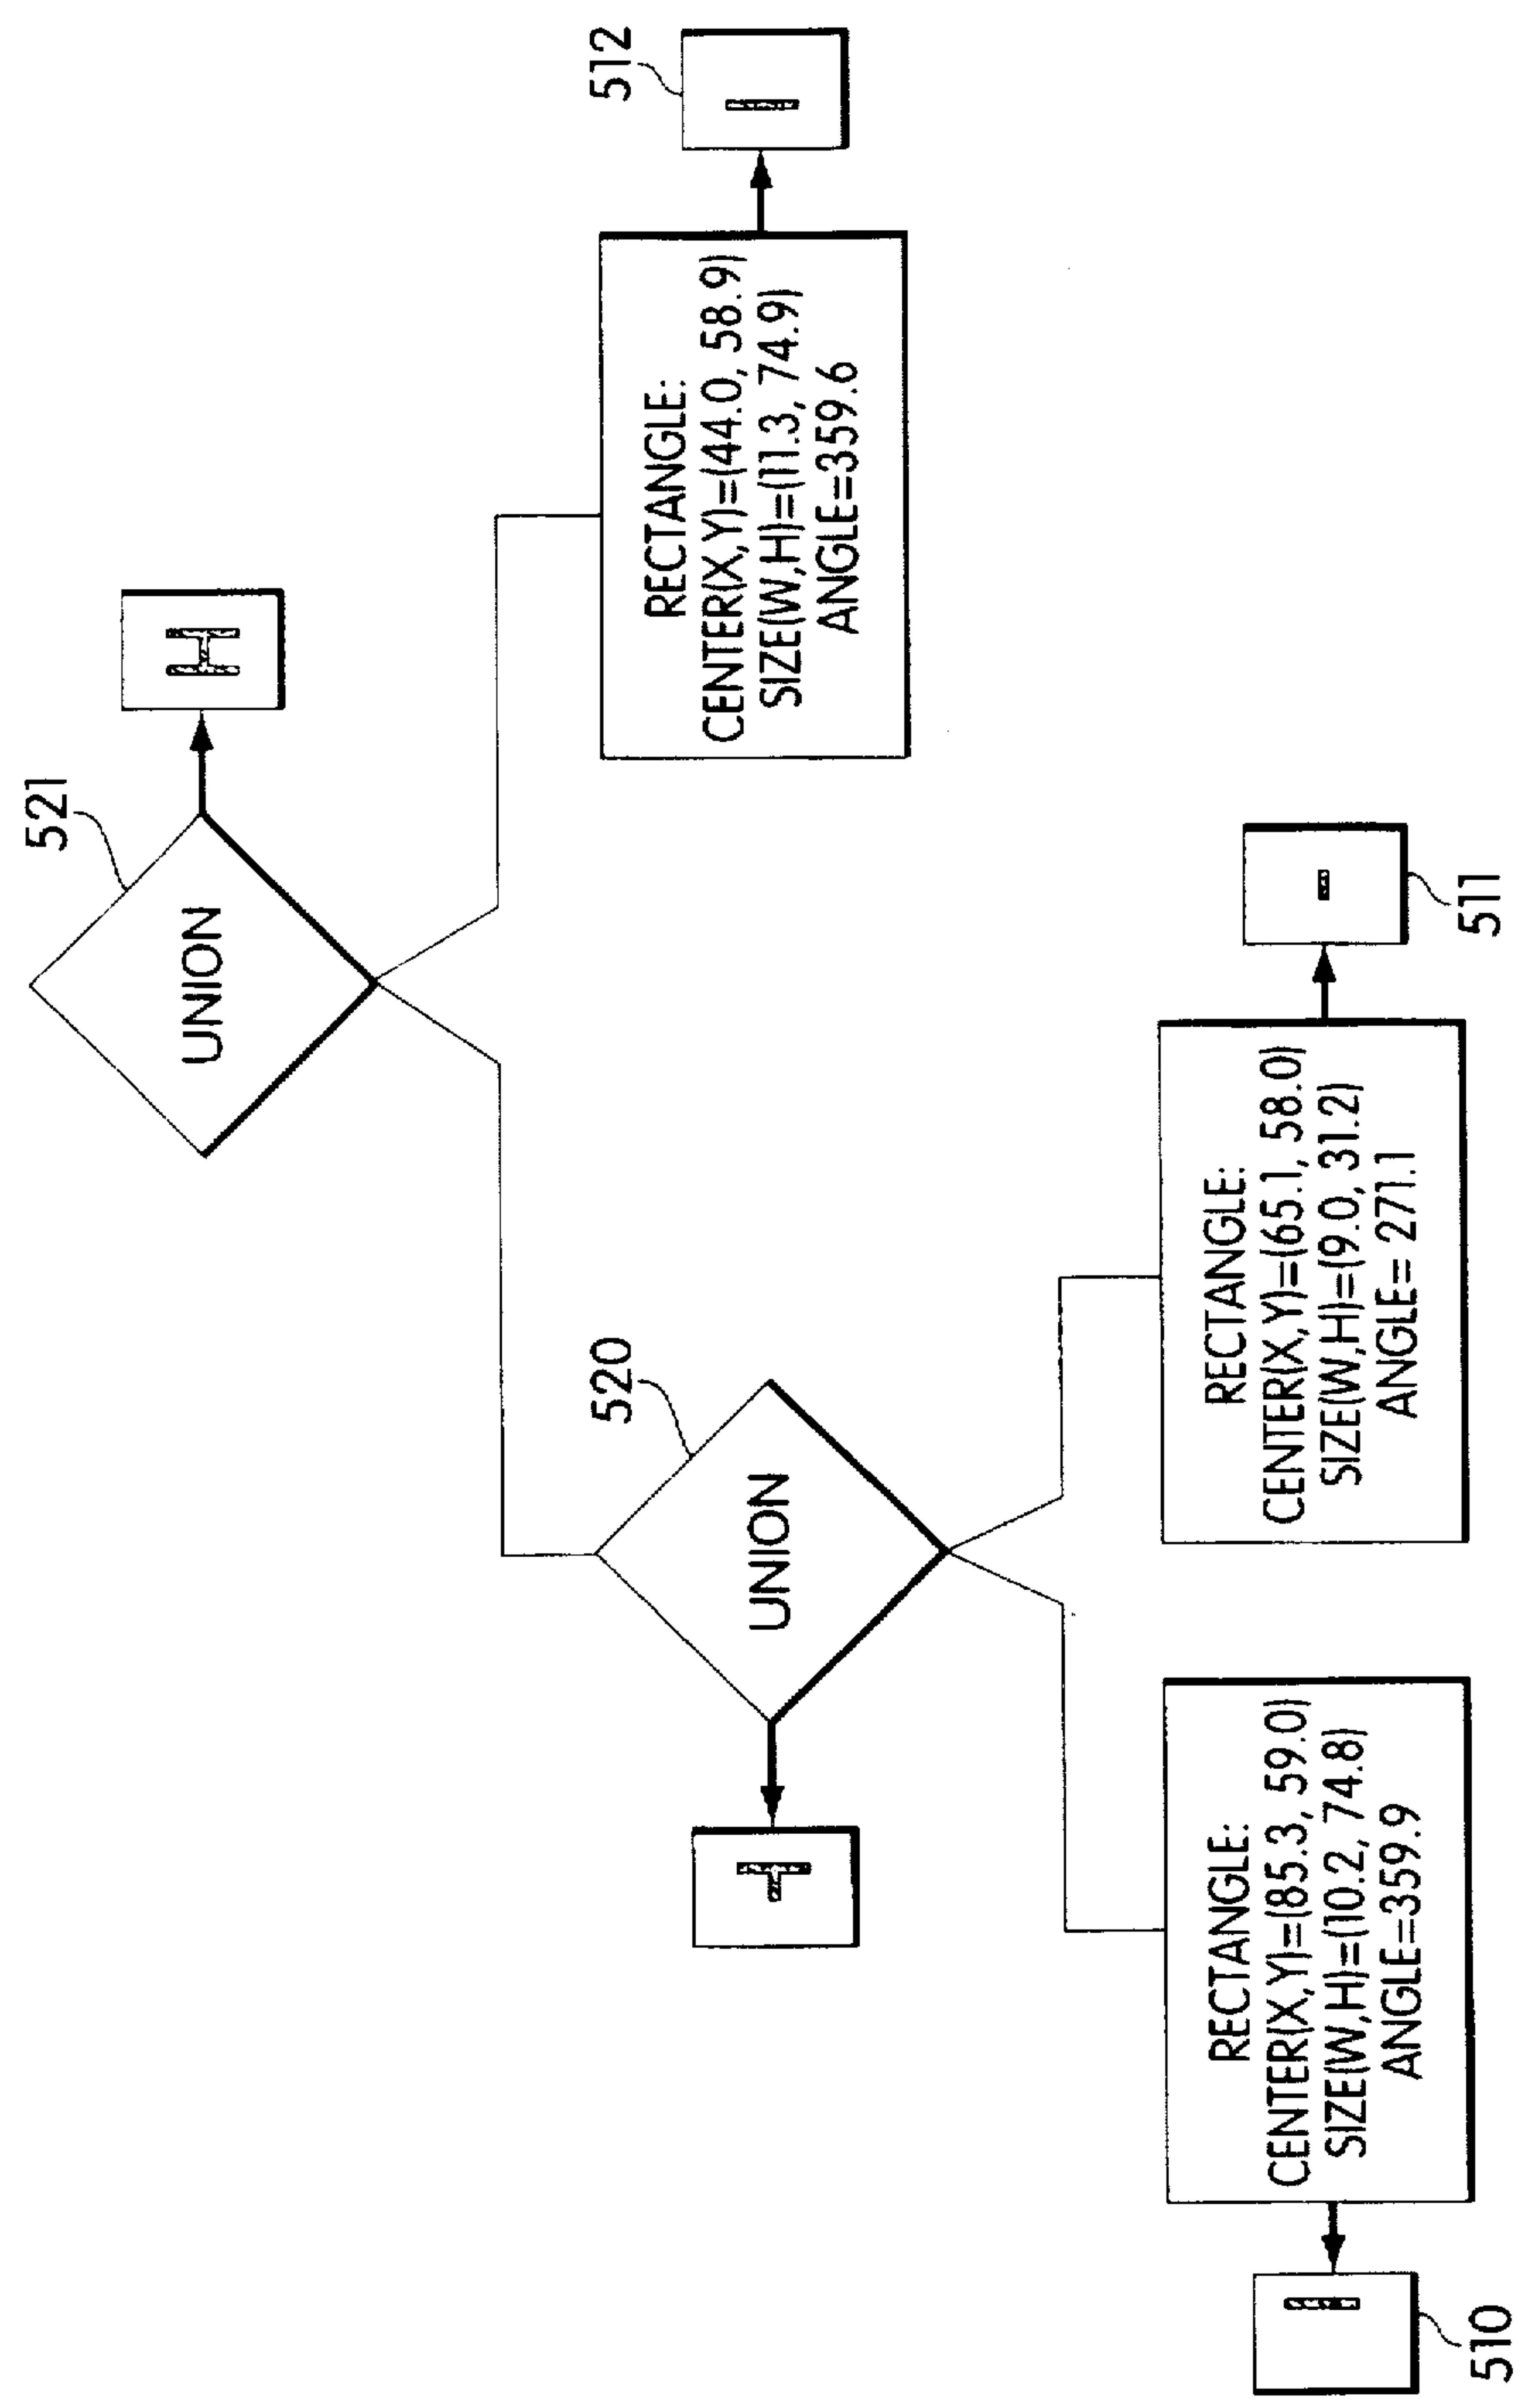 521
UNION
H
512
RECTANGLE:
CENTER(X,Y)=(44.0, 58.9)
SIZE(W,H)=(11.3, 74.9)
ANGLE=359.6
520
UNION
RECTANGLE:
CENTER(X,Y)=(85.3, 59.0)
SIZE(W,H)=(10.2, 74.8)
ANGLE=359.9
510
RECTANGLE:
CENTER(X,Y)=(65.1, 58.0)
SIZE(W,H)=(9.0, 31.2)
ANGLE= 271.1
511